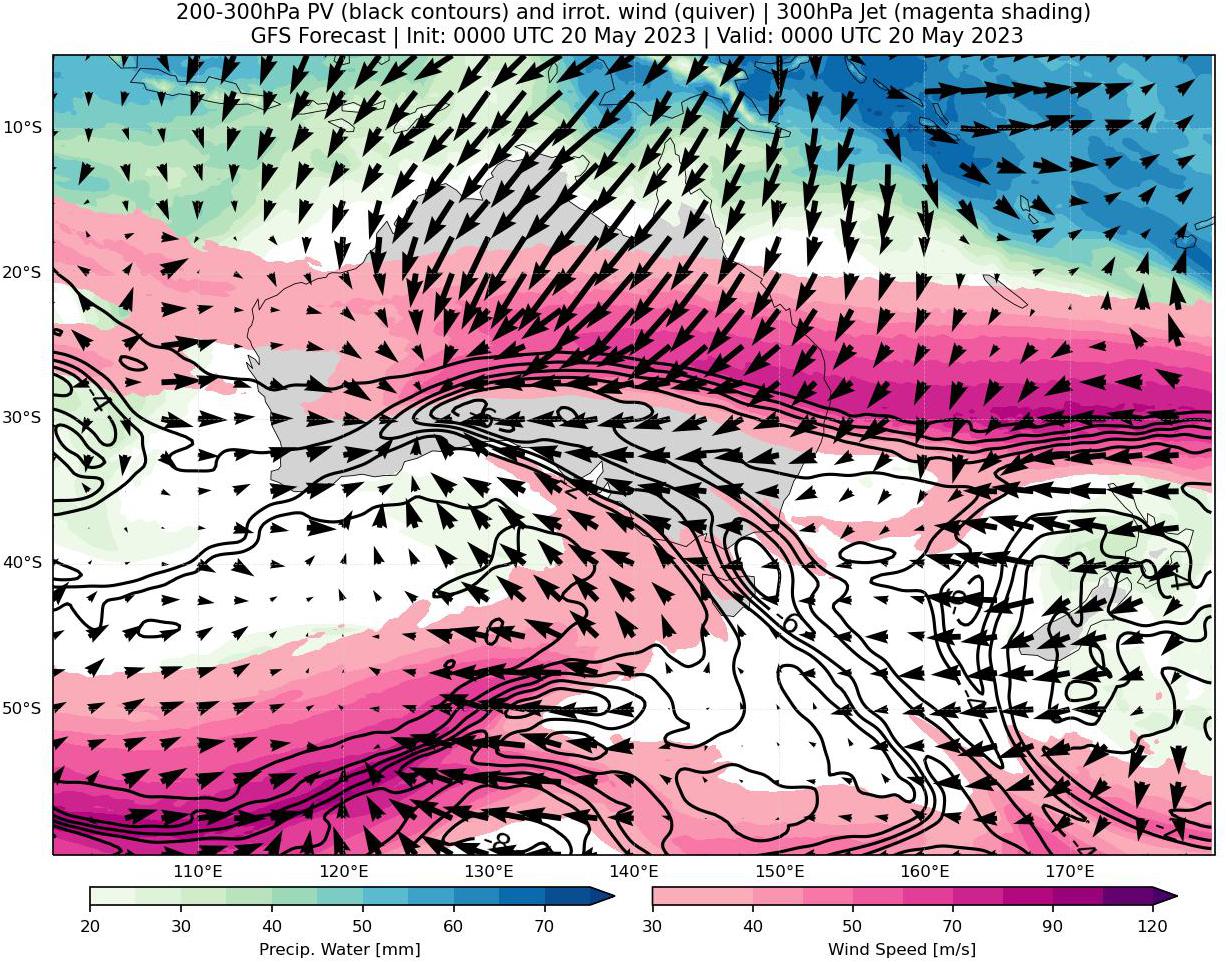 200-300hPa PV (black contours) and irrot. wind (quiver) | 300hPa Jet (magenta shading)
GFS Forecast | Init: 0000 UTC 20 May 2023 | Valid: 0000 UTC 20 May 2023
10°S
20°S
30°S
40°S
50°S
-4
-6
-6
-8
-4
110°E 120°E 130°E 140°E 150°E 160°E 170°E
20 30 40 50 60 70
30 40 50 70 90 120
Precip. Water [mm]
Wind Speed [m/s]